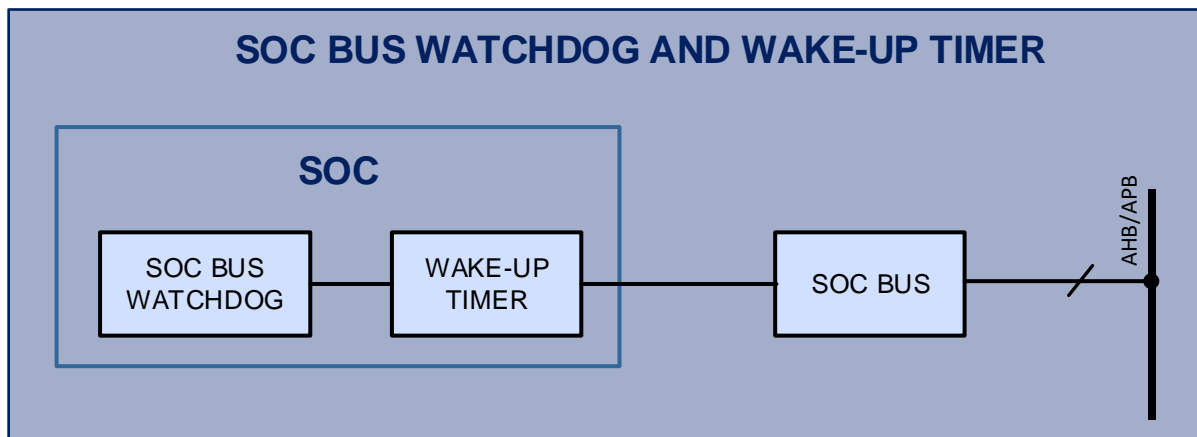 SOC BUS WATCHDOG AND WAKE-UP TIMER
SOC
SOC BUS
WATCHDOG
WAKE-UP
TIMER
SOC BUS
AHB/APB